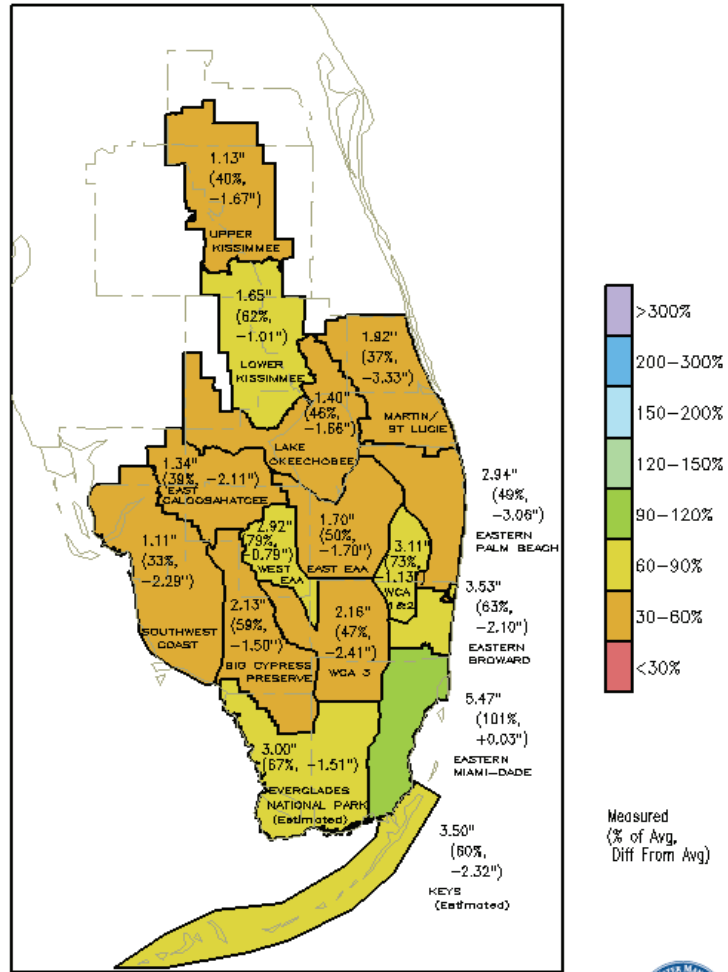 1.13"
(40%,
-1.67")
UPPER
KISSIMMEE
1.65"
(62%,
-1.01")
LOWER
KISSIMMEE
1.92"
(37%,
-3.33")
MARTIN/
ST LUCIE
1.40"
(46%,
-1.66")
LAKE
OKEECHOBEE
1.34"
(39%, -2.11")
EAST
CALOOSAHATCEE
2.94"
(49%,
-3.06")
EASTERN
PALM BEACH
1.11"
(33%,
-2.29")
SOUTHWEST
COAST
2.92"
(79%,
-0.79")
WEST
EAA
1.70"
(50%,
-1.70")
EAST EAA
3.11"
(73%,
-1.13")
WCA
1&2
3.53"
(63%,
-2.10")
EASTERN
BROWARD
2.13"
(59%,
-1.50")
BIG CYPRESS
PRESERVE
2.16"
(47%,
-2.41")
WCA 3
5.47"
(101%,
+0.03")
EASTERN
MIAMI-DADE
3.00"
(67%, -1.51")
EVERGLADES
NATIONAL PARK
(Estimated)
3.50"
(60%,
-2.32")
KEYS
(Estimated)
>300%
200-300%
150-200%
120-150%
90-120%
60-90%
30-60%
<30%
Measured
(% of Avg,
Diff From Avg)